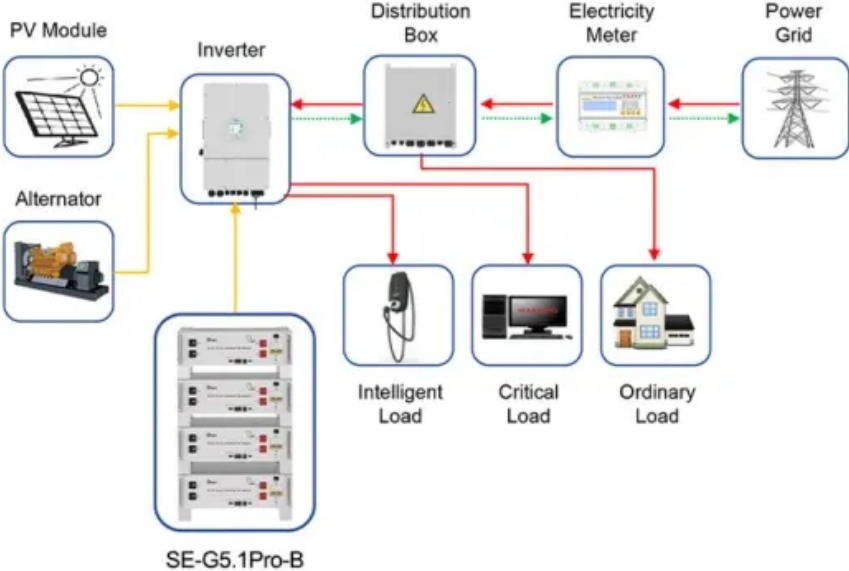 PV Module
Inverter
Distribution
Box
Electricity
Meter
Power
Grid
Alternator
Intelligent
Load
Critical
Load
Ordinary
Load
SE-G5.1Pro-B